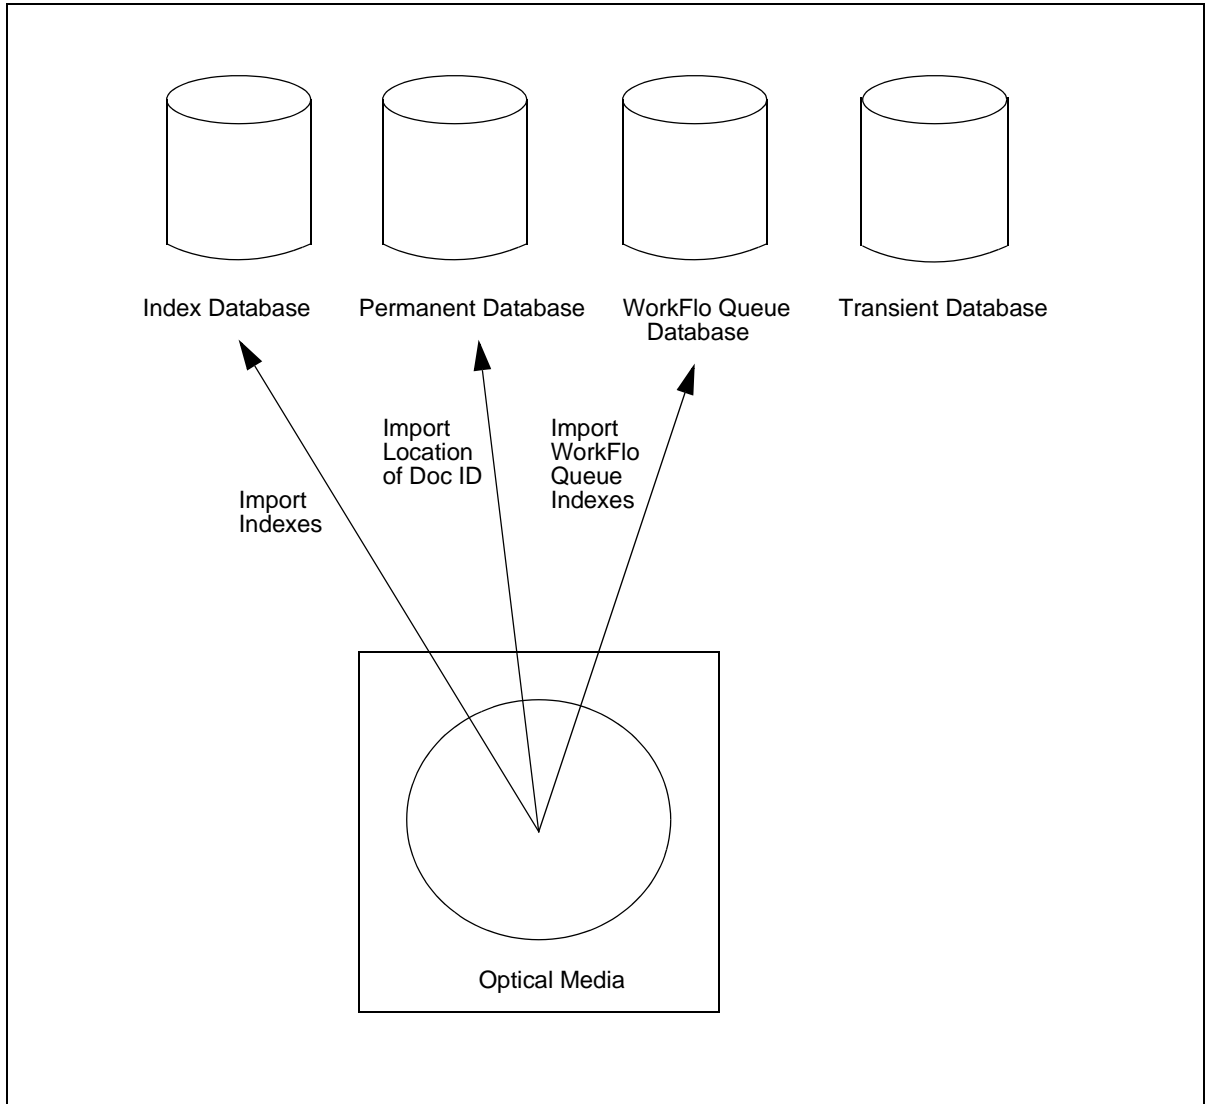 Index Database
Permanent Database
WorkFlo Queue
Database
Transient Database
Import
Location
of Doc ID
Import
WorkFlo
Queue
Indexes
Import
Indexes
Optical Media